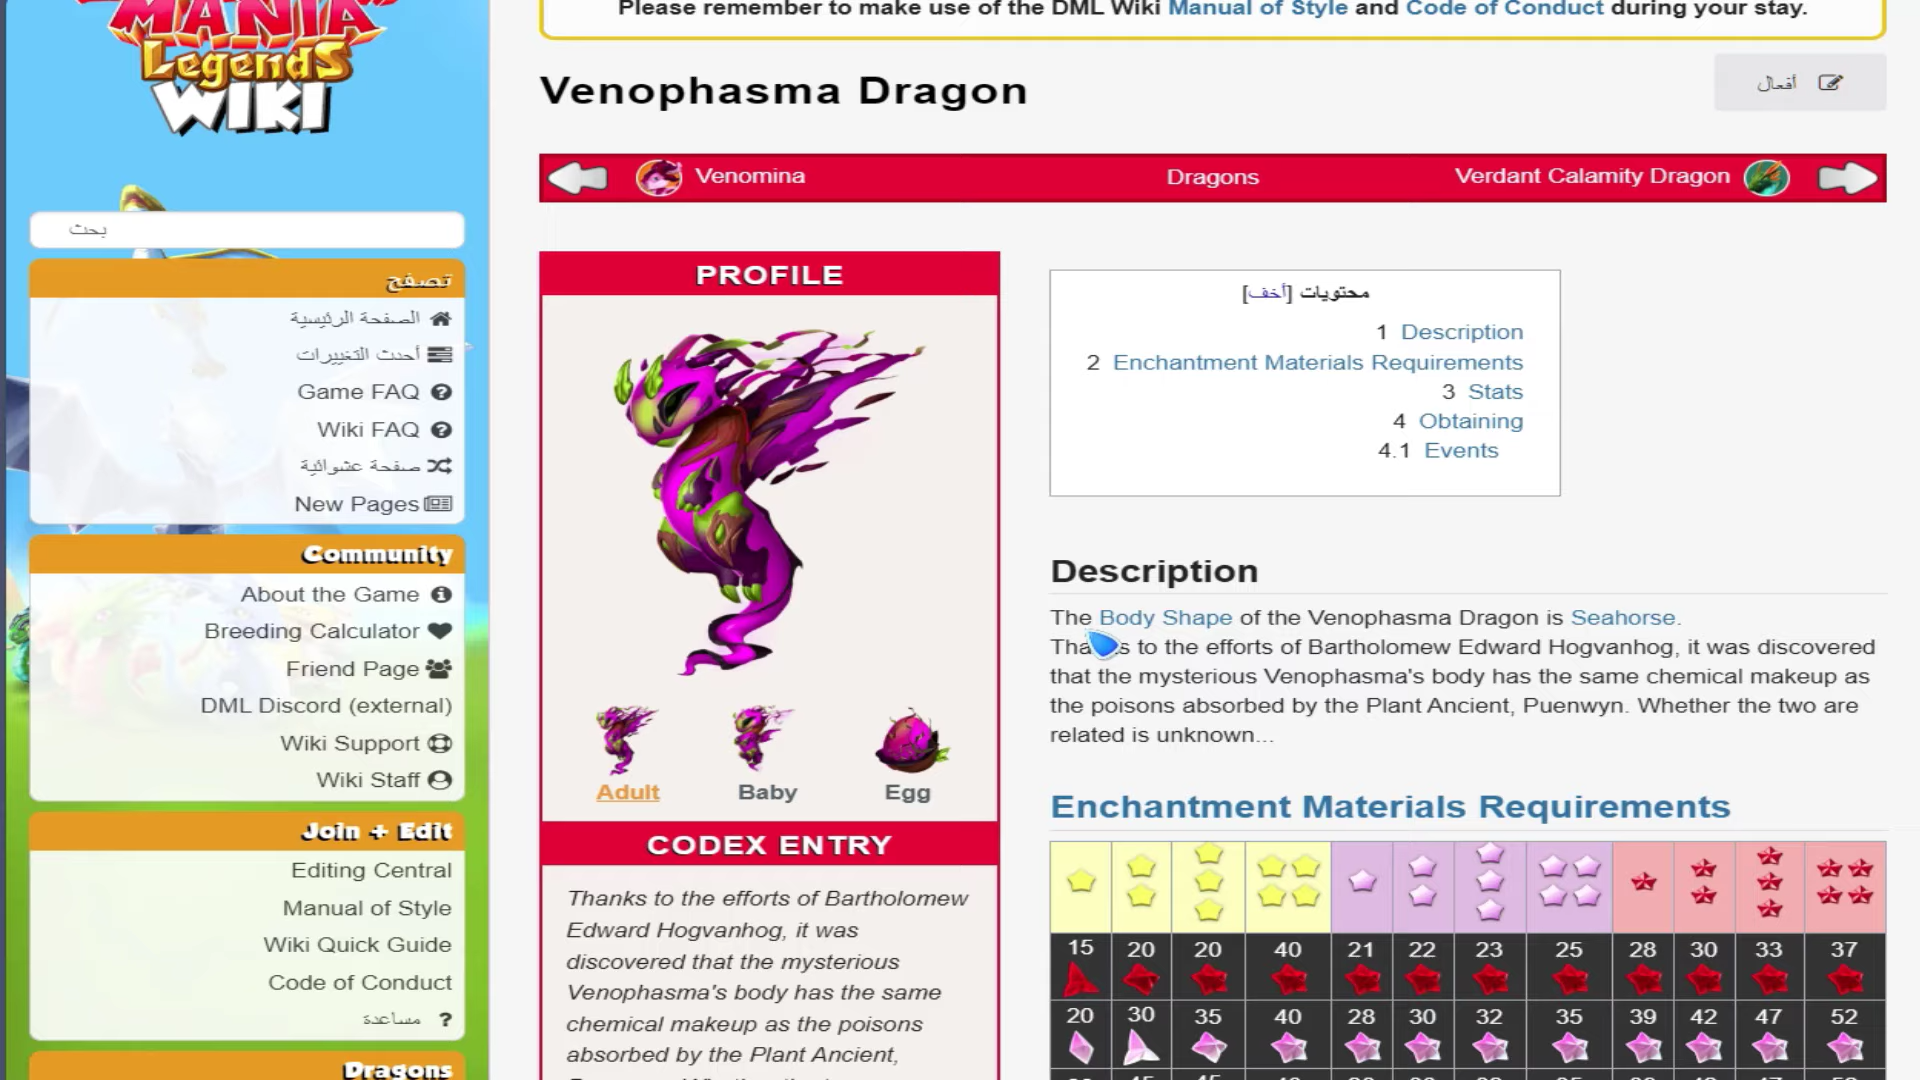 MANIA
Legends
WIKI
Please remember to make use of the DML Wiki Manual of Style and Code of Conduct during your stay.
Venophasma Dragon
أفعال
Venomina
Dragons
Verdant Calamity Dragon
بحث
تصفح
الصفحة الرئيسية
أحدث التغييرات
Game FAQ
Wiki FAQ
صفحة عشوائية
New Pages
Community
About the Game
Breeding Calculator
Friend Page
DML Discord (external)
Wiki Support
Wiki Staff
Join + Edit
Editing Central
Manual of Style
Wiki Quick Guide
Code of Conduct
مساعدة
Dragons
PROFILE
Adult
Baby
Egg
CODEX ENTRY
Thanks to the efforts of Bartholomew
Edward Hogvanhog, it was
discovered that the mysterious
Venophasma's body has the same
chemical makeup as the poisons
absorbed by the Plant Ancient,
محتويات [أخف]
1 Description
2 Enchantment Materials Requirements
3 Stats
4 Obtaining
4.1 Events
Description
The Body Shape of the Venophasma Dragon is Seahorse.
Thanks to the efforts of Bartholomew Edward Hogvanhog, it was discovered
that the mysterious Venophasma's body has the same chemical makeup as
the poisons absorbed by the Plant Ancient, Puenwyn. Whether the two are
related is unknown...
Enchantment Materials Requirements
15 20 20 40 21 22 23 25 28 30 33 37
20 30 35 40 28 30 32 35 39 42 47 52